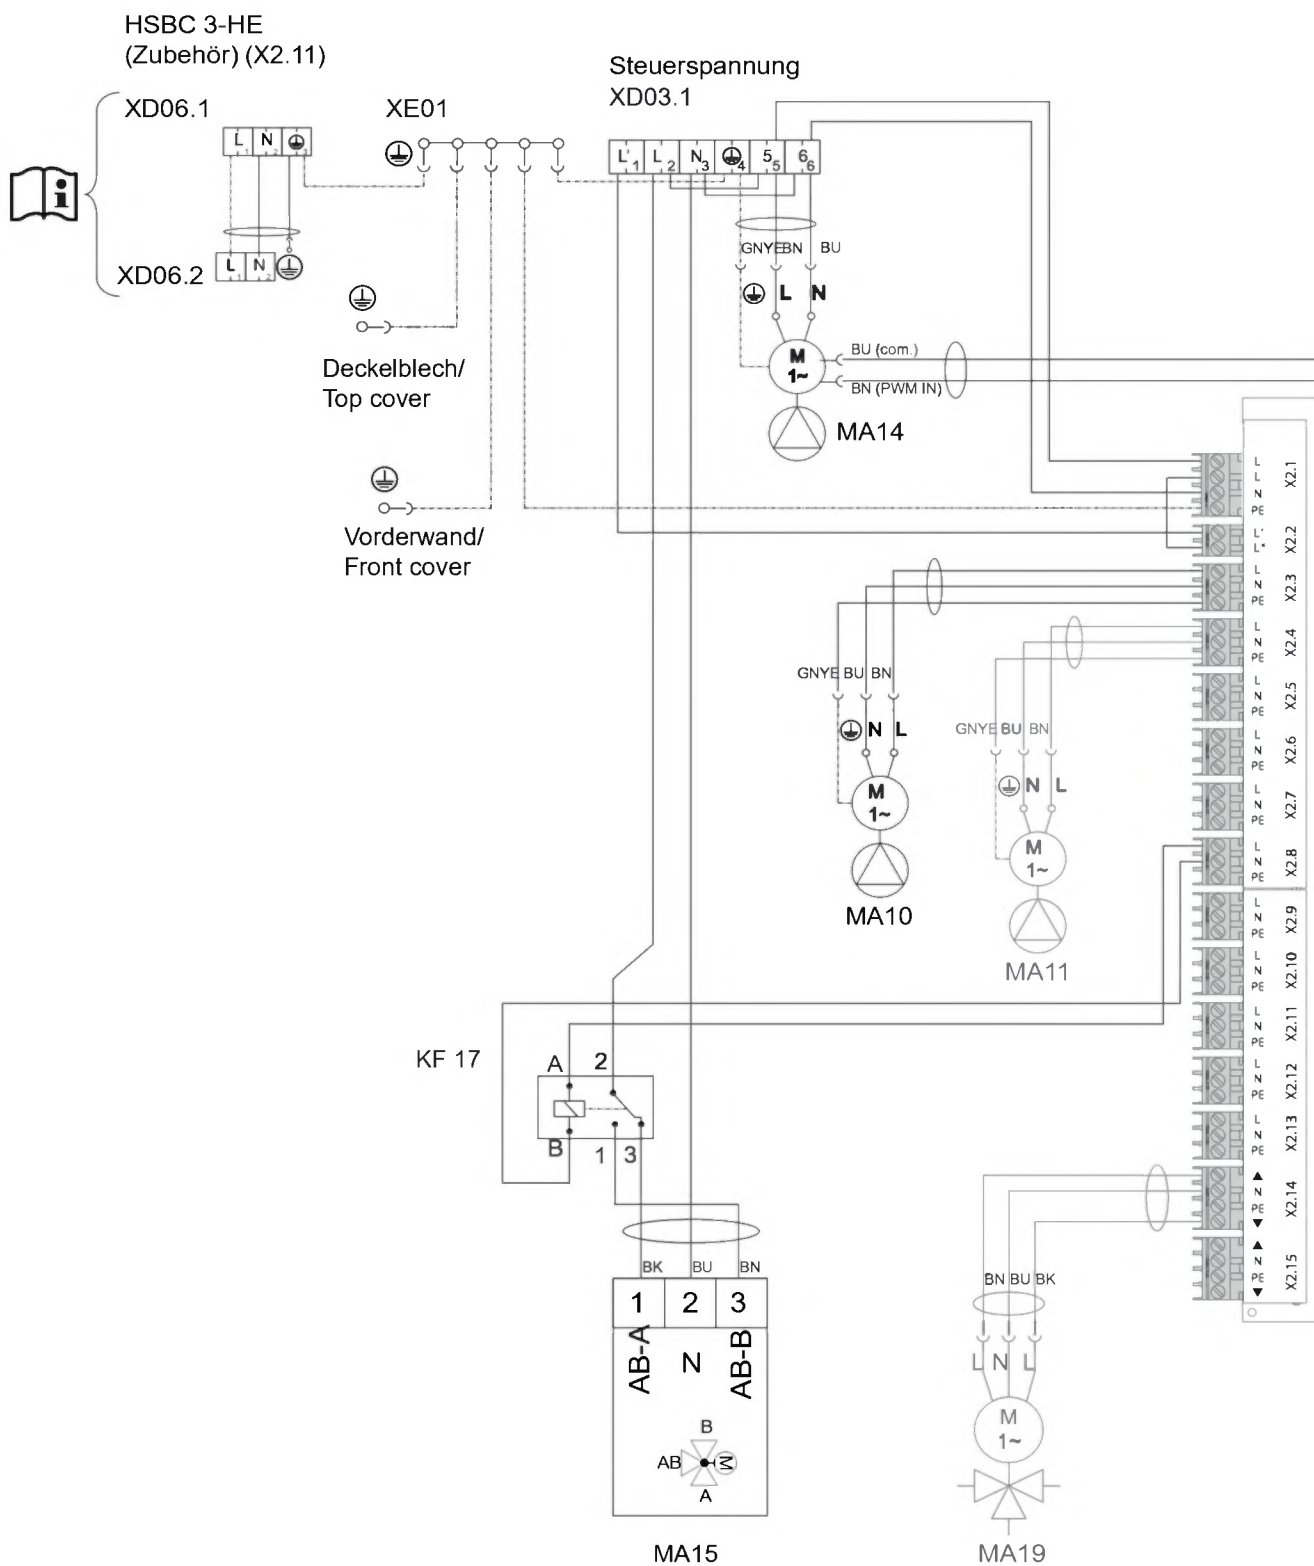 HSBC 3-HE
(Zubehör) (X2.11)
Steuerspannung
XD03.1
XD06.1
XE01
L 1 N 2 3
L' 1 L 2 N 3 4 5 5 6 6
i
XD06.2
L 1 N 2
GNYE BN BU
L N
M
1~
BU (com.)
BN (PWM IN)
MA14
Deckelblech/
Top cover
Vorderwand/
Front cover
L L N PE X2.1
L' L* X2.2
L N PE X2.3
L N PE X2.4
L N PE X2.5
L N PE X2.6
L N PE X2.7
L N PE X2.8
L N PE X2.9
L N PE X2.10
L N PE X2.11
L N PE X2.12
L N PE X2.13
▲ N PE ▼ X2.14
▲ N PE ▼ X2.15
GNYE BU BN
N L
M
1~
MA10
GNYE BU BN
N L
M
1~
MA11
KF 17
A 2
B 1 3
BK BU BN
1 2 3
AB-A N AB-B
B
AB M
A
MA15
BN BU BK
L N L
M
1~
MA19